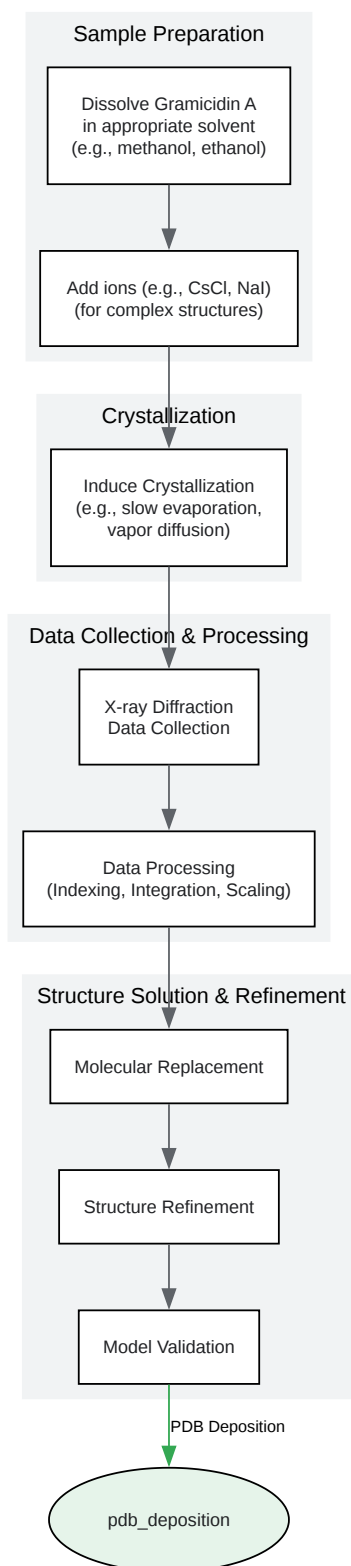 Sample Preparation
Dissolve Gramicidin A
in appropriate solvent
(e.g., methanol, ethanol)
Add ions (e.g., CsCl, NaI)
(for complex structures)
Crystallization
Induce Crystallization
(e.g., slow evaporation,
vapor diffusion)
Data Collection & Processing
X-ray Diffraction
Data Collection
Data Processing
(Indexing, Integration, Scaling)
Structure Solution & Refinement
Molecular Replacement
Structure Refinement
Model Validation
PDB Deposition
pdb_deposition